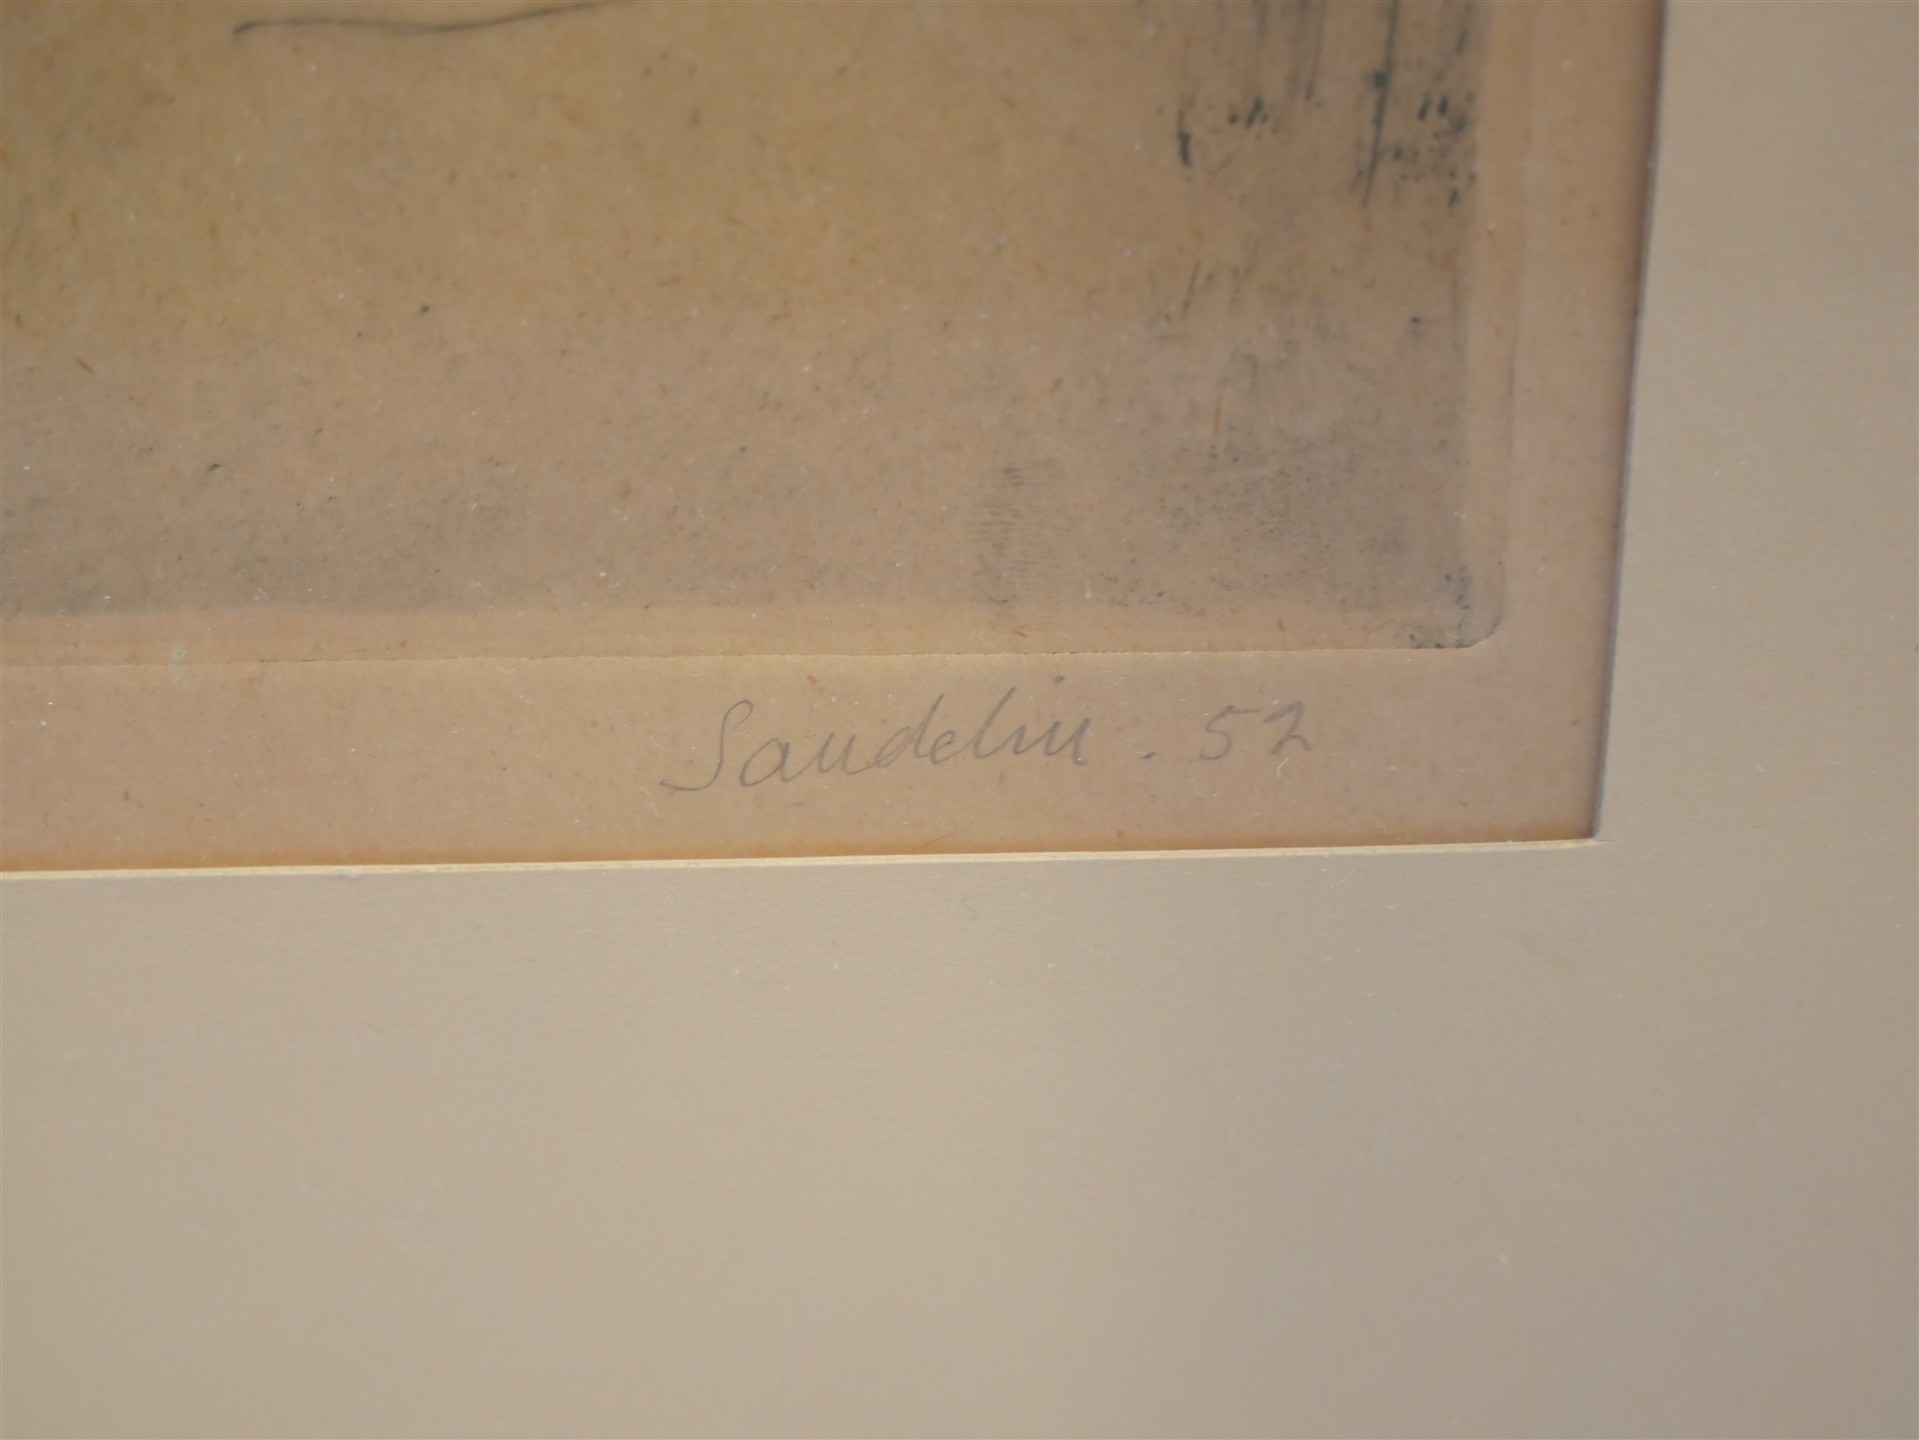 Sandelin . 52